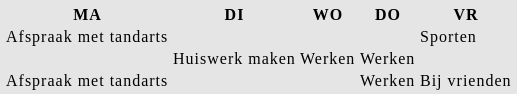 MA DI WO DO VR
Afspraak met tandarts Sporten
Huiswerk maken Werken Werken
Afspraak met tandarts Werken Bij vrienden